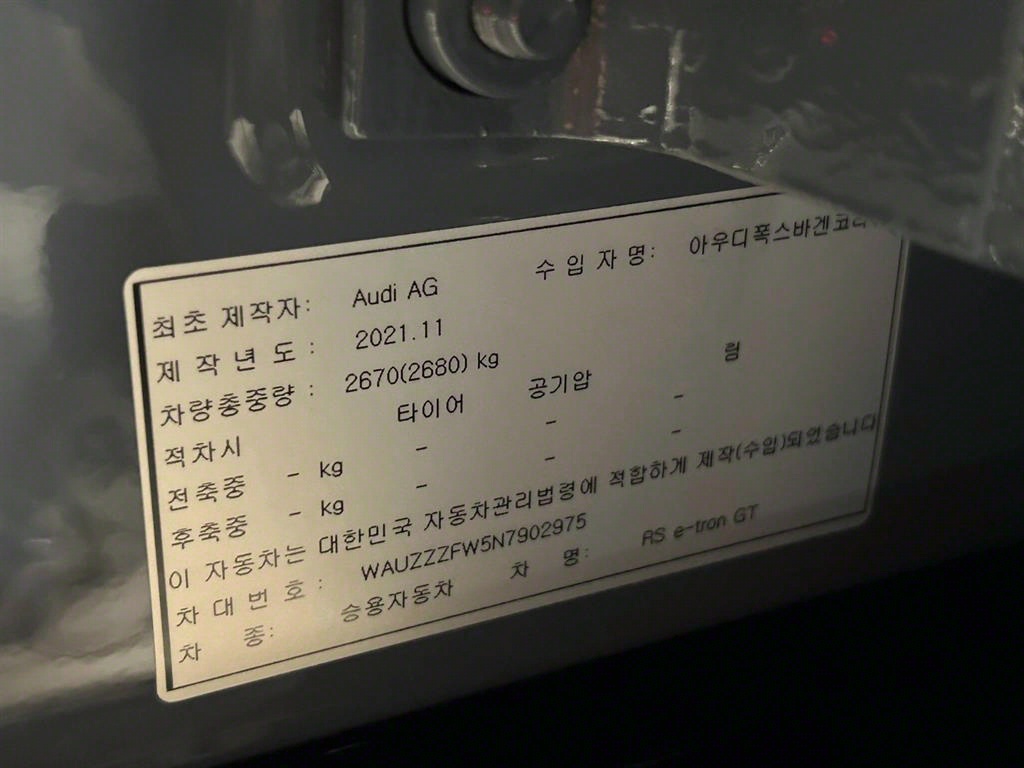 최초 제작자: Audi AG 수 입 자 명: 아우디폭스바겐코리
제 작 년 도 : 2021.11
차량총중량 : 2670(2680) kg
적차시 타이어 공기압 림
전축중 - kg - - -
후축중 - kg - - -
이 자동차는 대한민국 자동차관리법령에 적합하게 제작(수입)되었습니다
차 대 번 호 : WAUZZZFW5N7902975
차 종: 승용자동차 차 명: RS e-tron GT